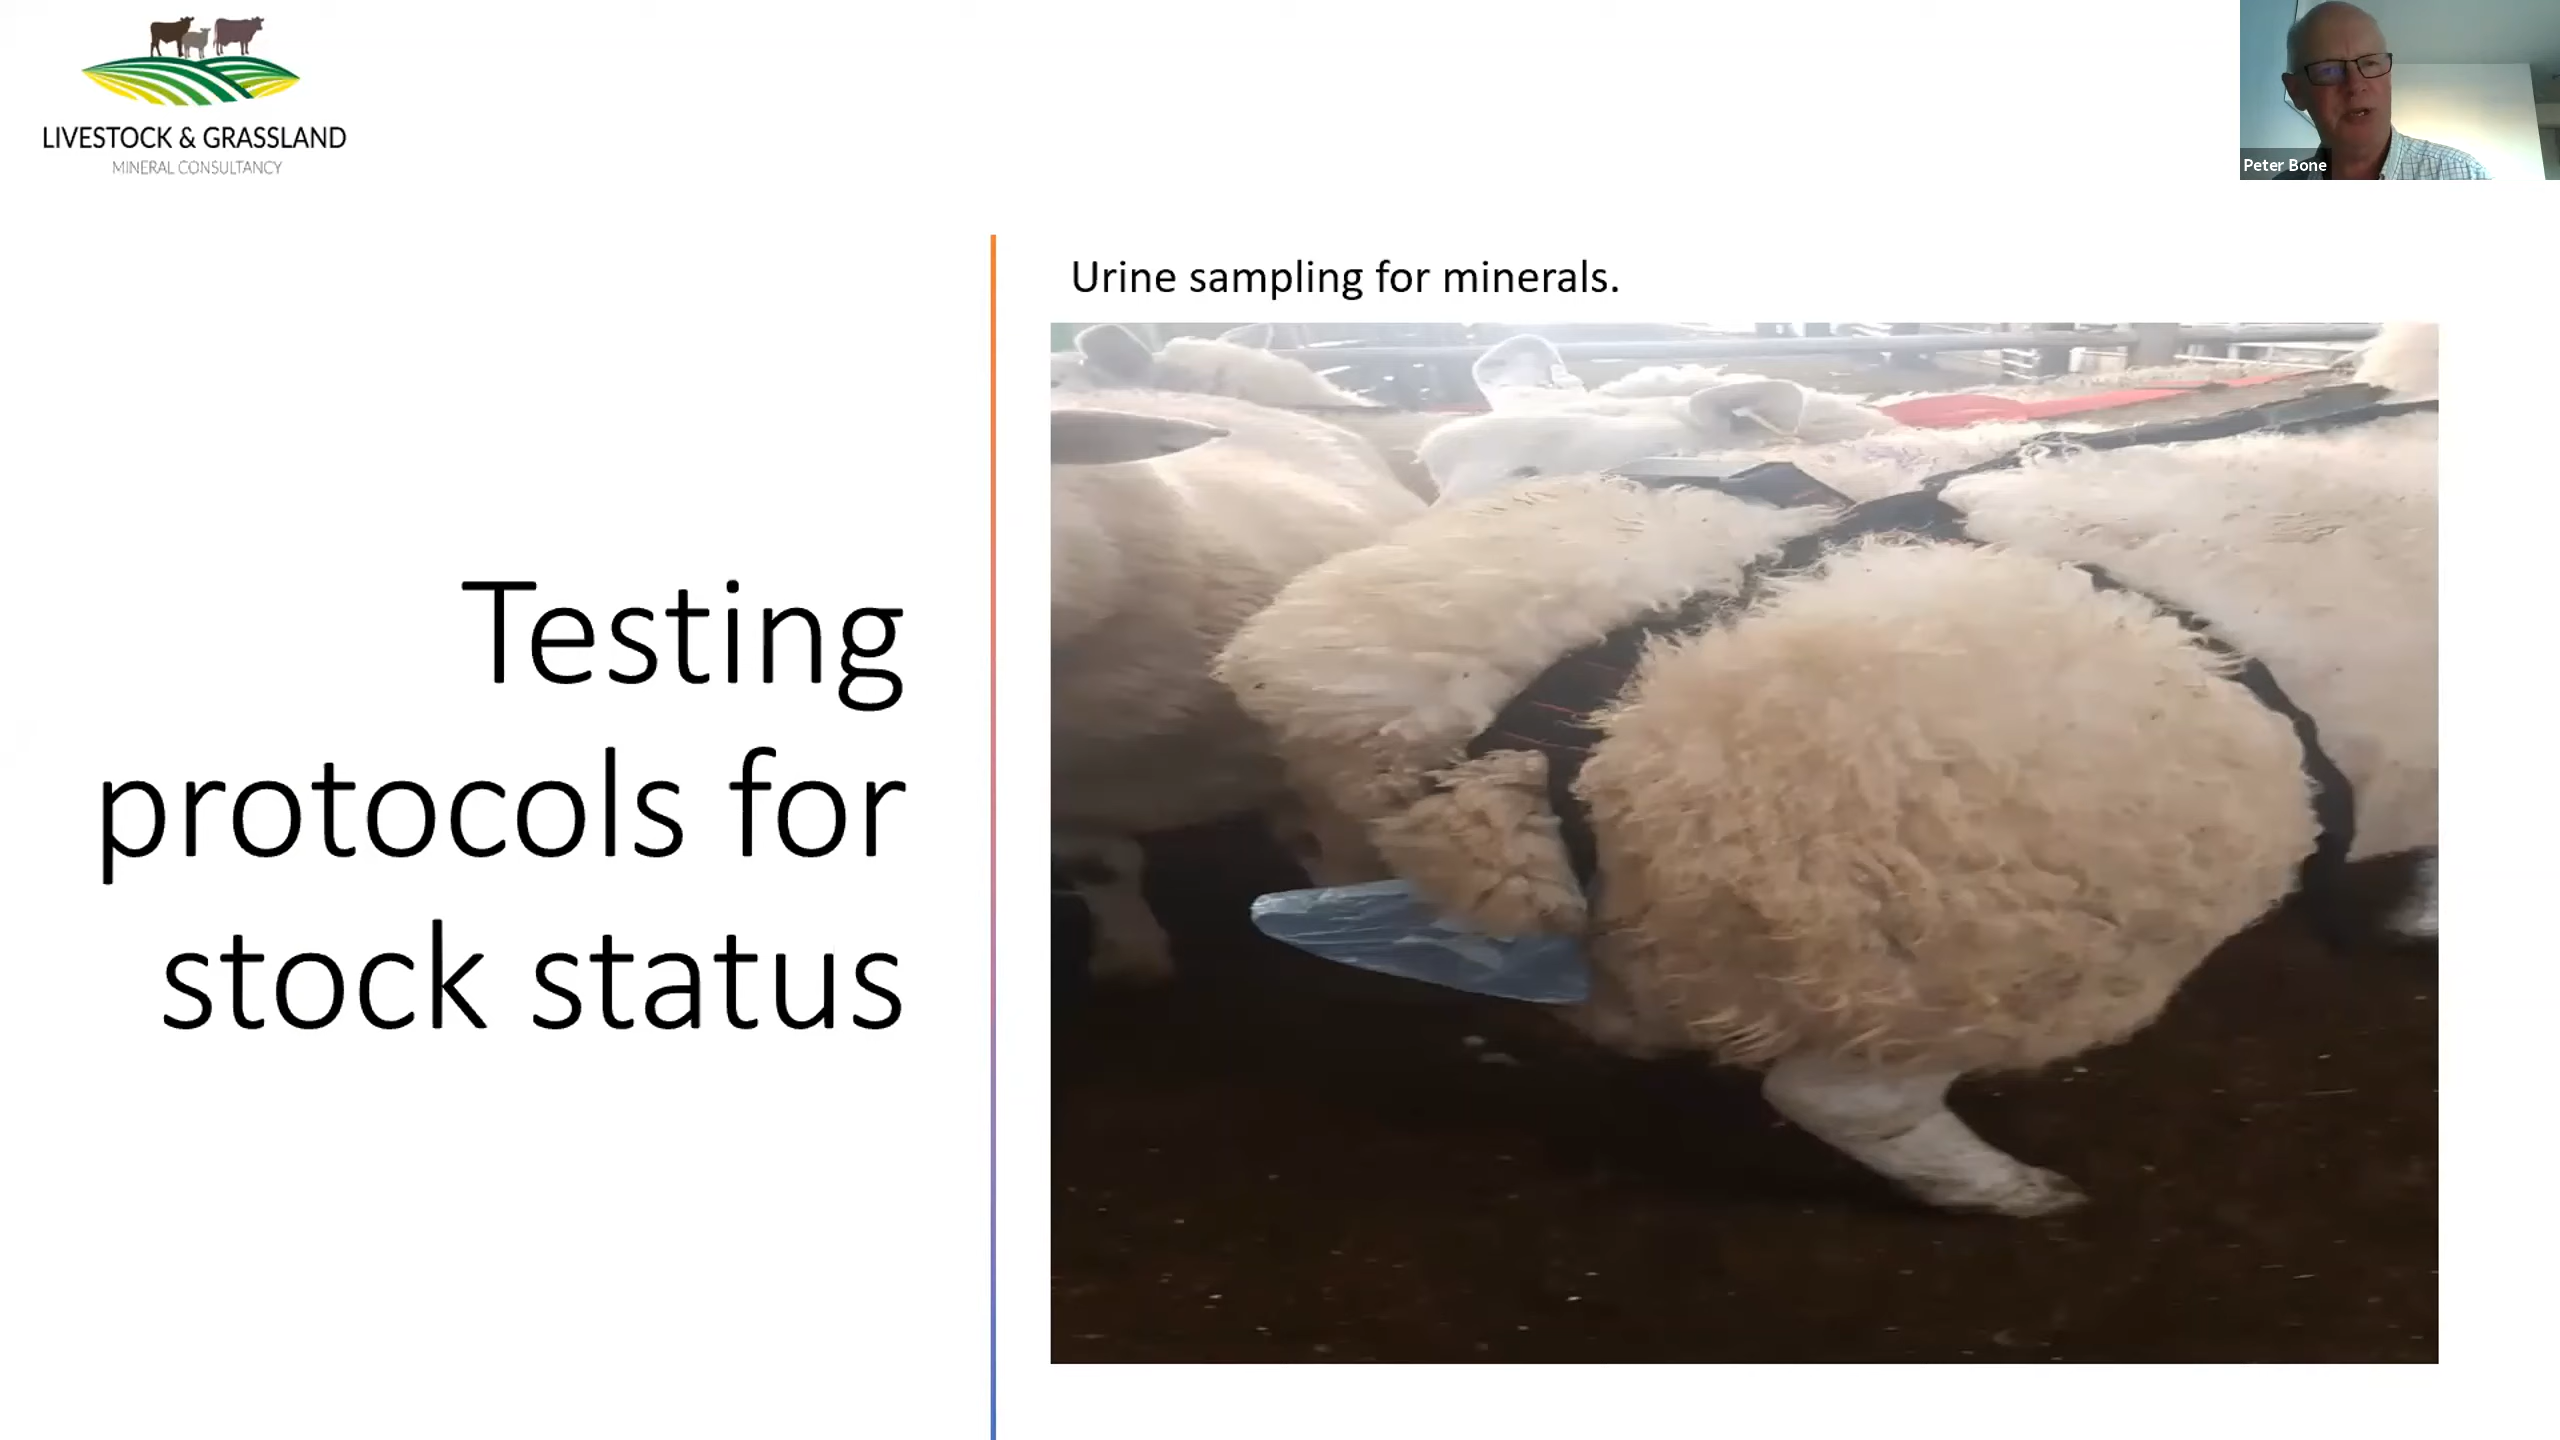 LIVESTOCK & GRASSLAND
MINERAL CONSULTANCY
Peter Bone
Urine sampling for minerals.
Testing
protocols for
stock status